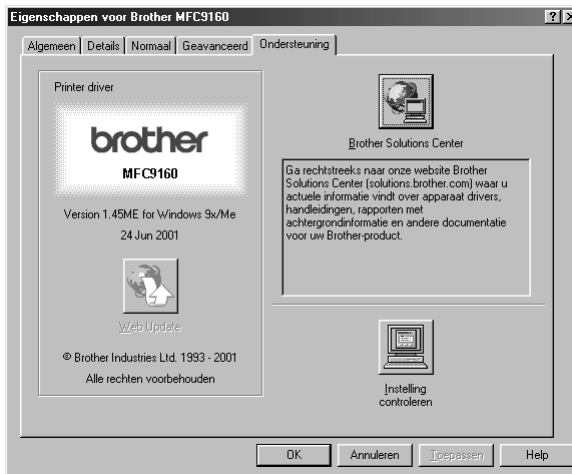 Eigenschappen voor Brother MFC9160
Algemeen
Details
Normaal
Geavanceerd
Ondersteuning
Printer driver
brother
MFC9160
Version 1.45ME for Windows 9x/Me
24 Jun 2001
Web Update
© Brother Industries Ltd. 1993 - 2001
Alle rechten voorbehouden
Brother Solutions Center
Ga rechtstreeks naar onze website Brother
Solutions Center (solutions.brother.com) waar u
actuele informatie vindt over apparaat drivers,
handleidingen, rapporten met
achtergrondinformatie en andere documentatie
voor uw Brother-product.
Instelling
controleren
OK
Annuleren
Toepassen
Help